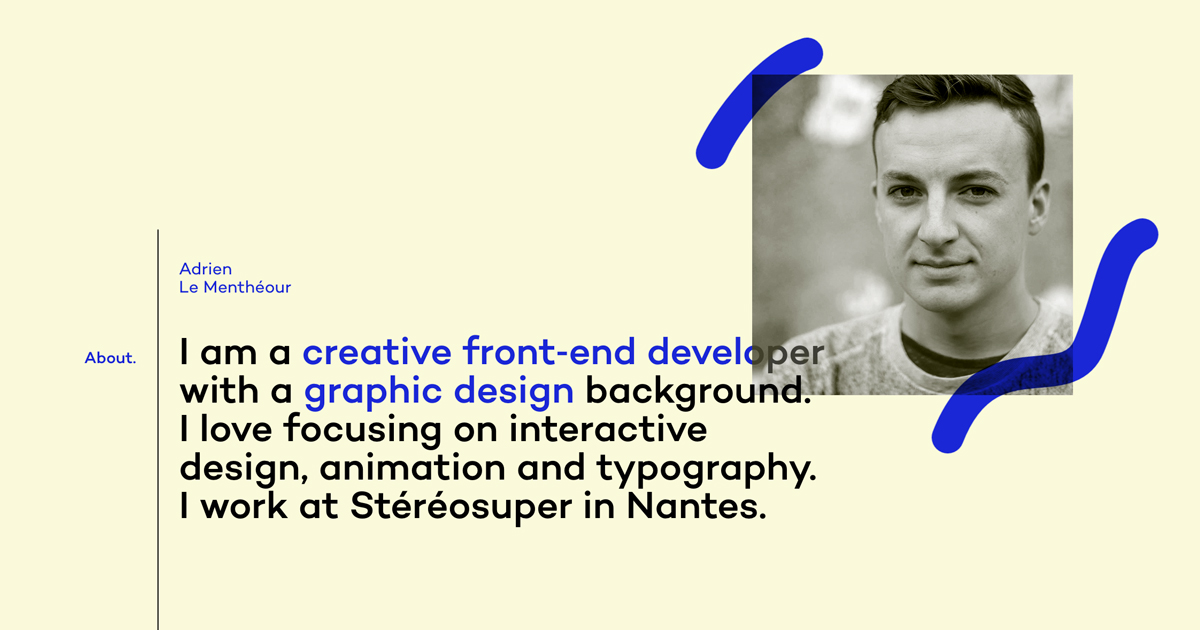 Adrien
Le Menthéour
About.
I am a creative front-end developer
with a graphic design background.
I love focusing on interactive
design, animation and typography.
I work at Stéréosuper in Nantes.